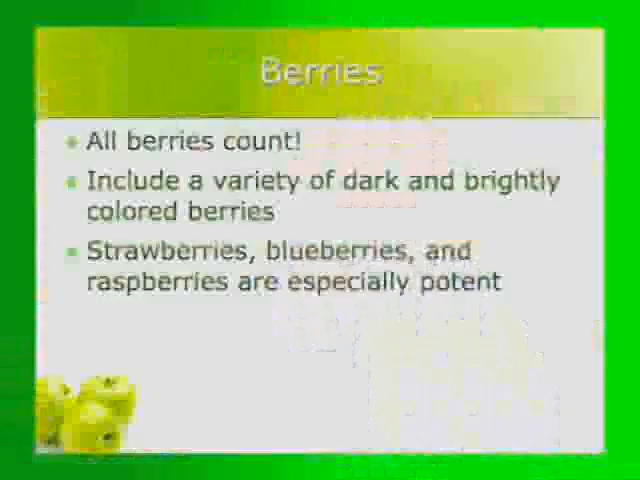 Berries
All berries count!
Include a variety of dark and brightly
colored berries
Strawberries, blueberries, and
raspberries are especially potent